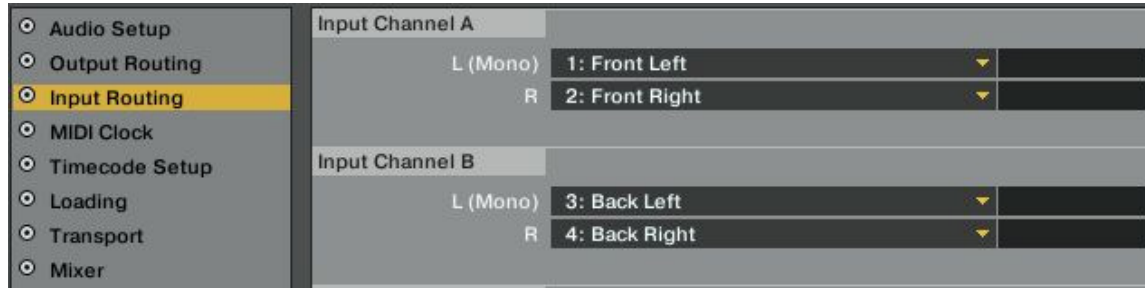 Audio Setup
Output Routing
Input Routing
MIDI Clock
Timecode Setup
Loading
Transport
Mixer
Input Channel A
L (Mono) 1: Front Left
R 2: Front Right
Input Channel B
L (Mono) 3: Back Left
R 4: Back Right